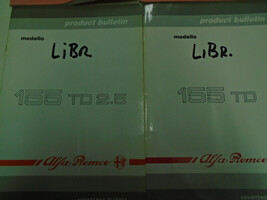 product bulletin
modello
LiBR
155 TD 2.5
Alfa Romeo
product bulletin
modello
LiBR.
155 TD
Alfa Romeo